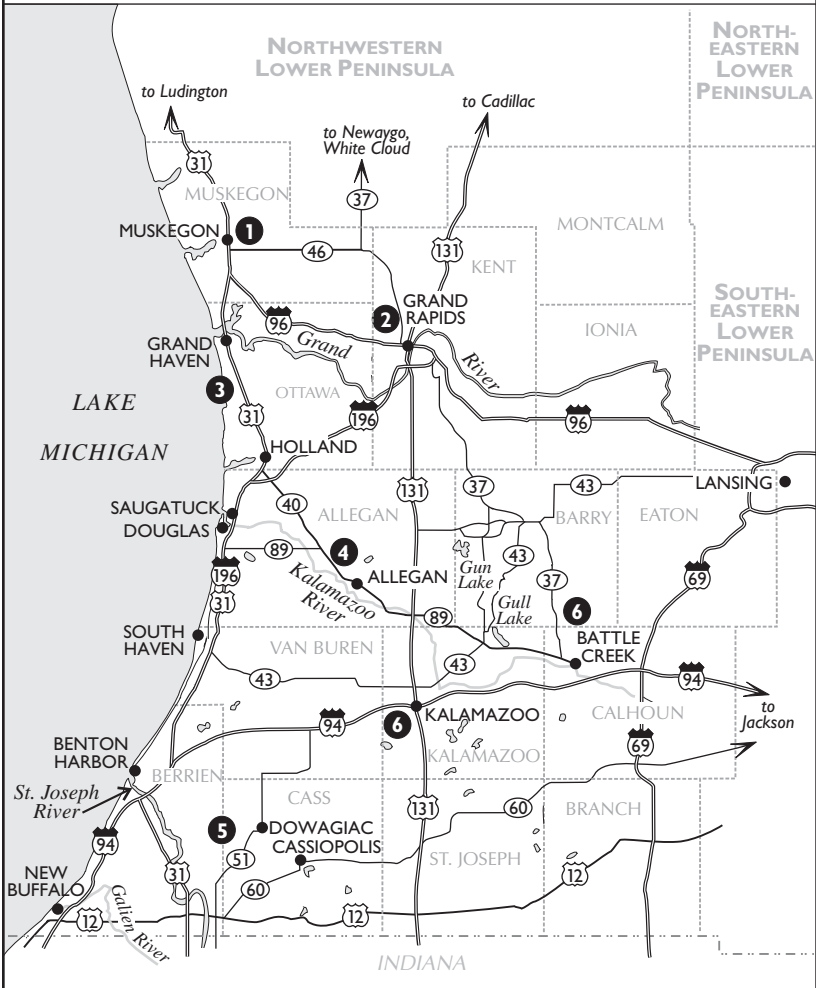 NORTHWESTERN
LOWER PENINSULA
NORTH-
EASTERN
LOWER
PENINSULA
to Ludington
to Cadillac
to Newaygo,
White Cloud
31
MUSKEGON
37
MUSKEGON
1
46
131
KENT
MONTCALM
GRAND
RAPIDS
2
96
SOUTH-
EASTERN
LOWER
PENINSULA
IONIA
GRAND
HAVEN
Grand
River
3
OTTAWA
LAKE
MICHIGAN
31
196
96
HOLLAND
LANSING
131
37
43
40
SAUGATUCK
DOUGLAS
ALLEGAN
BARRY
EATON
89
4
43
Gun
Lake
37
196
Kalamazoo
River
ALLEGAN
69
31
Gull
Lake
89
6
SOUTH
HAVEN
VAN BUREN
BATTLE
CREEK
43
43
94
94
6
KALAMAZOO
CALHOUN
to
Jackson
BENTON
HARBOR
KALAMAZOO
69
BERRIEN
St. Joseph
River
CASS
131
60
BRANCH
5
DOWAGIAC
CASSIOPOLIS
94
51
ST. JOSEPH
31
60
12
NEW
BUFFALO
12
Galien River
12
INDIANA